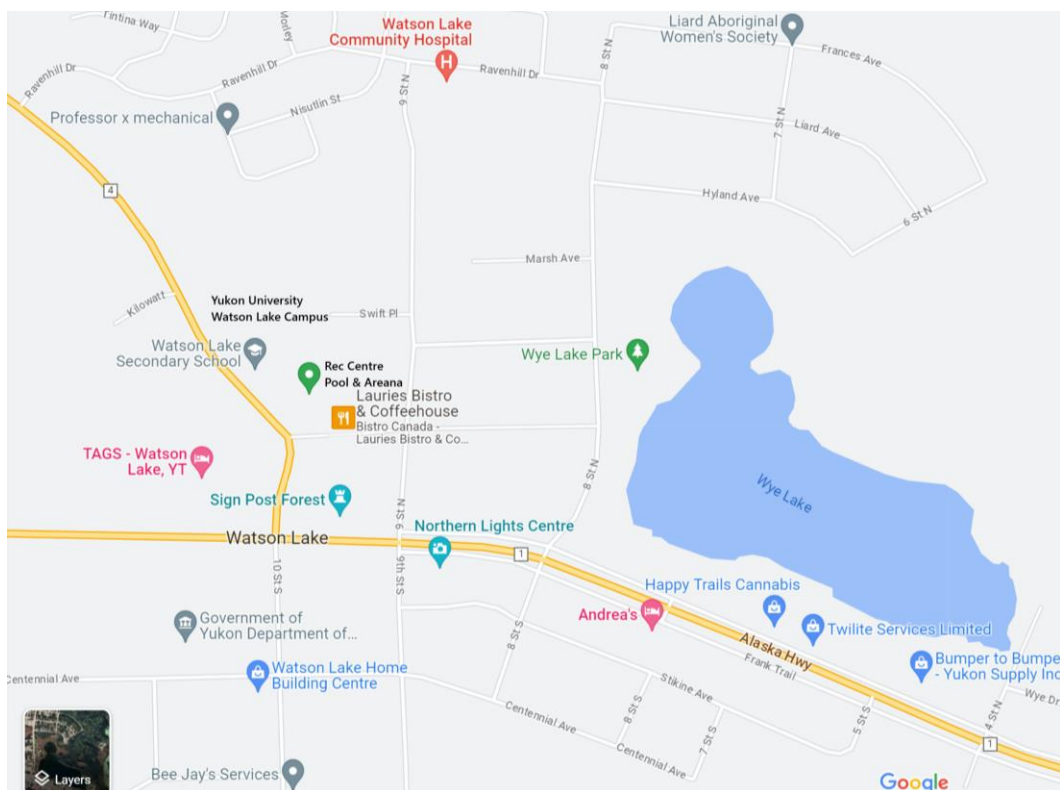 Tintina Way
Morley
Watson Lake
Community Hospital
H
Liard Aboriginal
Women's Society
8 St N
Frances Ave
Ravenhill Dr
Ravenhill Dr
Ravenhill Dr
6 St N
Nisutlin St
Professor x mechanical
7 St N
Liard Ave
4
Hyland Ave
6 St N
Marsh Ave
Kilowatt
Yukon University
Watson Lake Campus
Swift Pl
Watson Lake
Secondary School
Wye Lake Park
Rec Centre
Pool & Areana
Lauries Bistro
& Coffeehouse
Bistro Canada -
Lauries Bistro & Co...
TAGS - Watson
Lake, YT
8 St N
Wye Lake
Sign Post Forest
9 St N
Northern Lights Centre
Watson Lake
1
10 St S
9th St S
Happy Trails Cannabis
Andrea's
Twilite Services Limited
Government of
Yukon Department of...
8 St S
Alaska Hwy
Frank Trail
Bumper to Bumper
- Yukon Supply Inc
Watson Lake Home
Building Centre
Centennial Ave
Stikine Ave
4 St N
Wye Dr
Centennial Ave
8 St S
7 St S
5 St S
1
Centennial Ave
Layers
Bee Jay's Services
Google